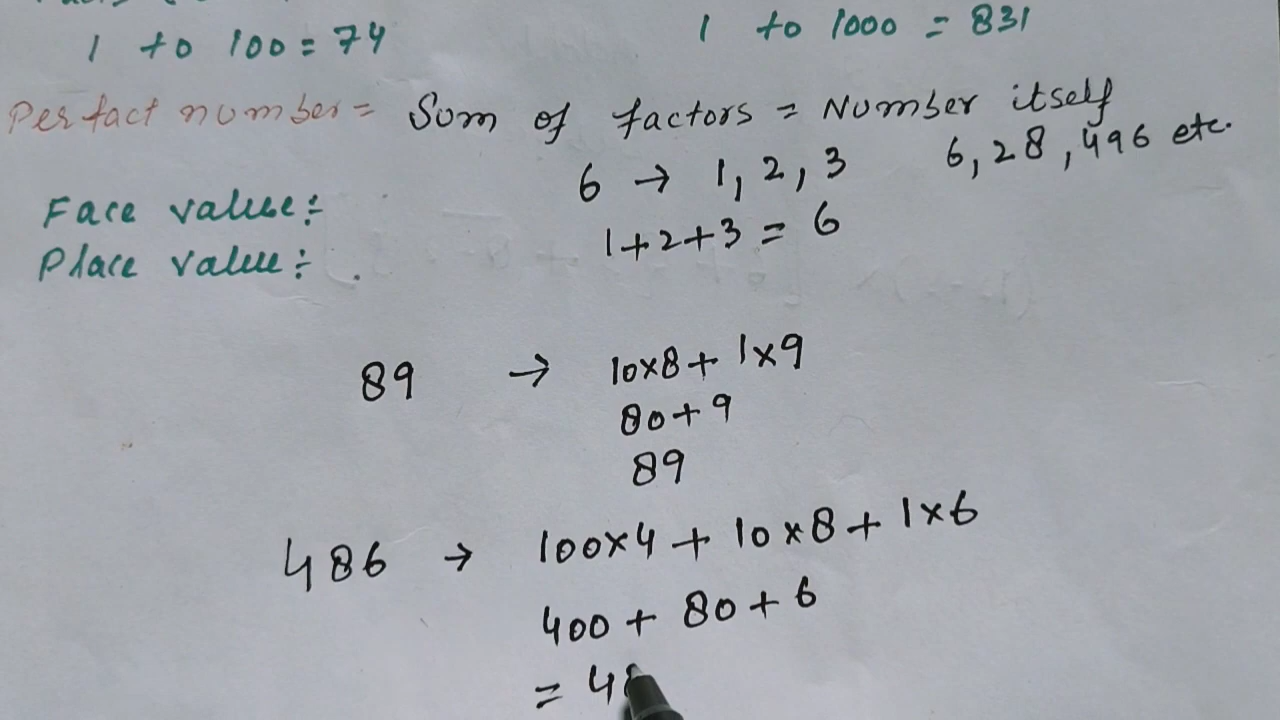 1 to 100 = 74
1 to 1000 = 831
Perfact number = Sum of factors = Number itself
6 → 1, 2, 3
6, 28, 496 etc.
1+2+3 = 6
Face value ÷
Place value ÷
89 → 10×8 + 1×9
80+9
89
486 → 100×4 + 10×8 + 1×6
400 + 80 + 6
= 48